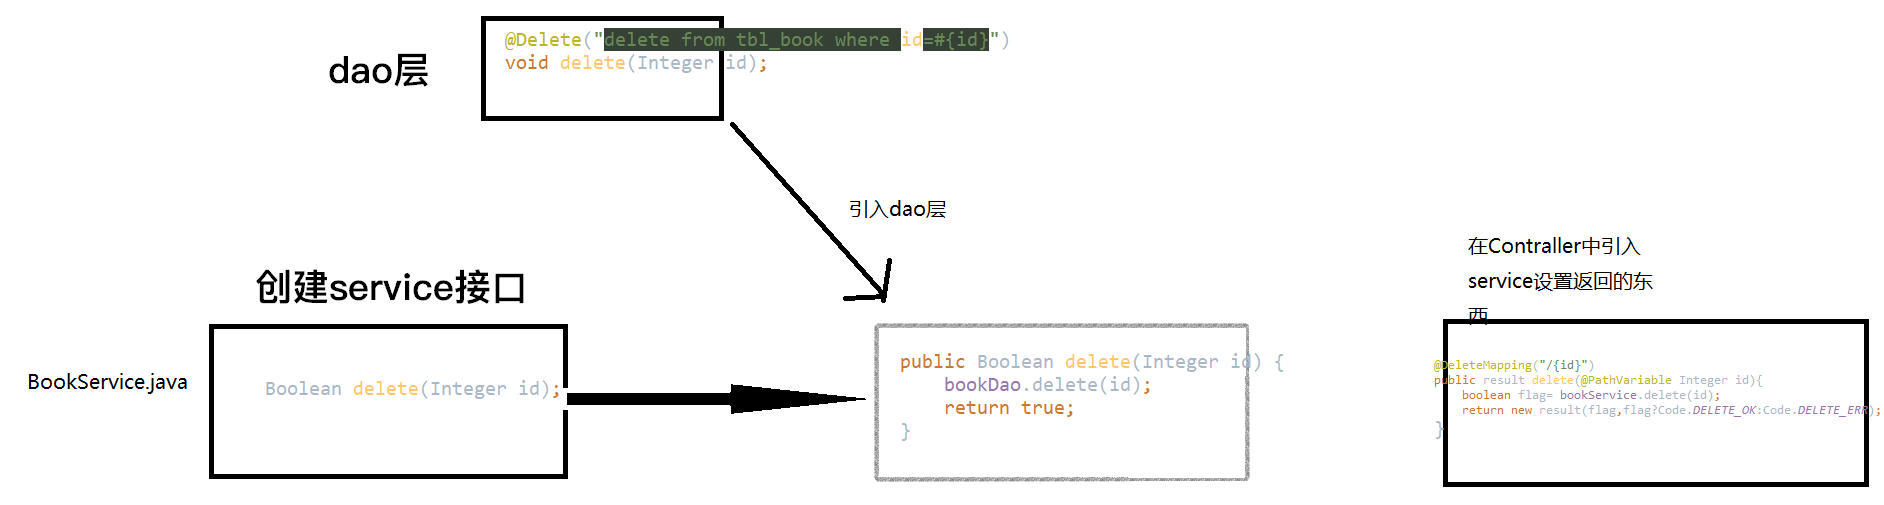 dao层
@Delete("delete from tbl_book where id=#{id}")
void delete(Integer id);
引入dao层
创建service接口
BookService.java
Boolean delete(Integer id);
public Boolean delete(Integer id) {
bookDao.delete(id);
return true;
}
在Contraller中引入
service设置返回的东
西
@DeleteMapping("/{id}")
public result delete(@PathVariable Integer id){
boolean flag= bookService.delete(id);
return new result(flag,flag?Code.DELETE_OK:Code.DELETE_ERR);
}